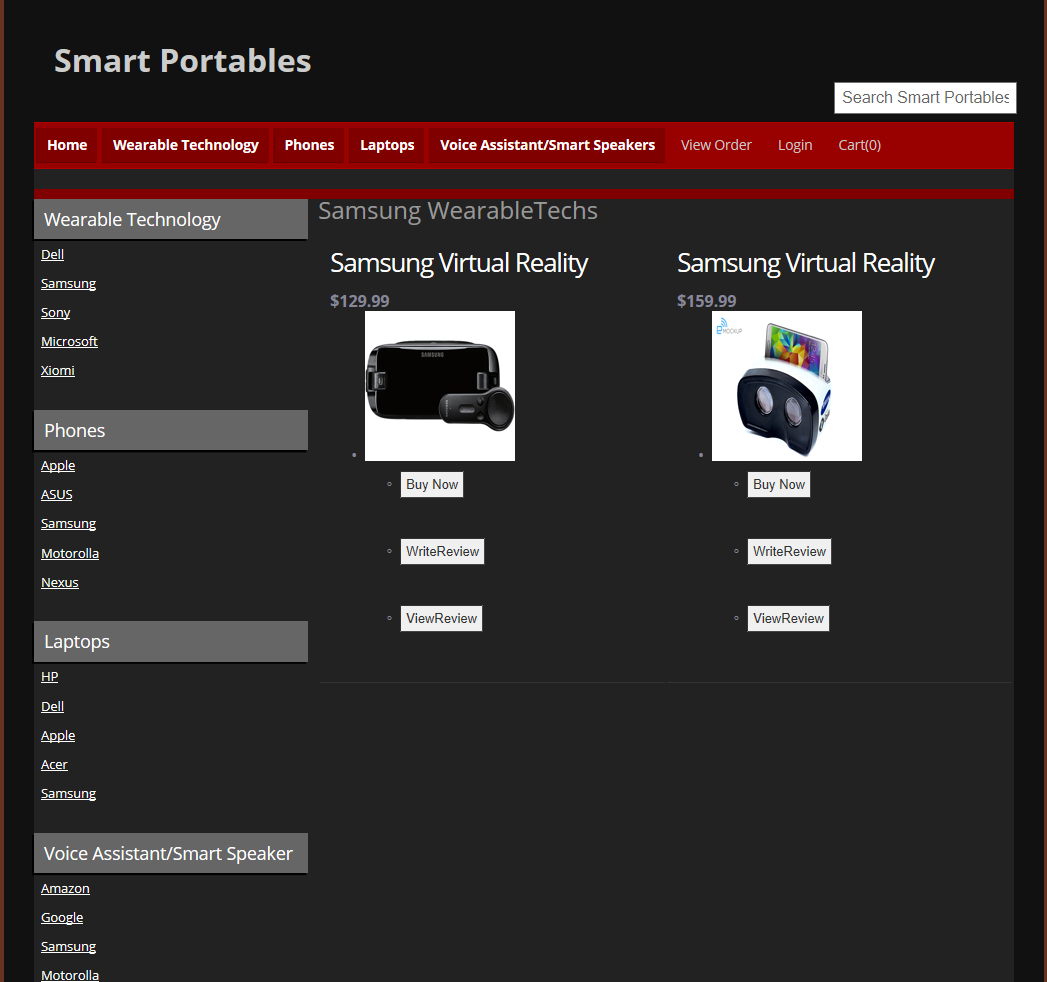 Smart Portables
Search Smart Portables
Home Wearable Technology Phones Laptops Voice Assistant/Smart Speakers View Order Login Cart(0)
Wearable Technology
Dell
Samsung
Sony
Microsoft
Xiomi
Phones
Apple
ASUS
Samsung
Motorolla
Nexus
Laptops
HP
Dell
Apple
Acer
Samsung
Voice Assistant/Smart Speaker
Amazon
Google
Samsung
Motorolla
Samsung WearableTechs
Samsung Virtual Reality
$129.99
SAMSUNG
Buy Now
WriteReview
ViewReview
Samsung Virtual Reality
$159.99
MOCKUP
Buy Now
WriteReview
ViewReview